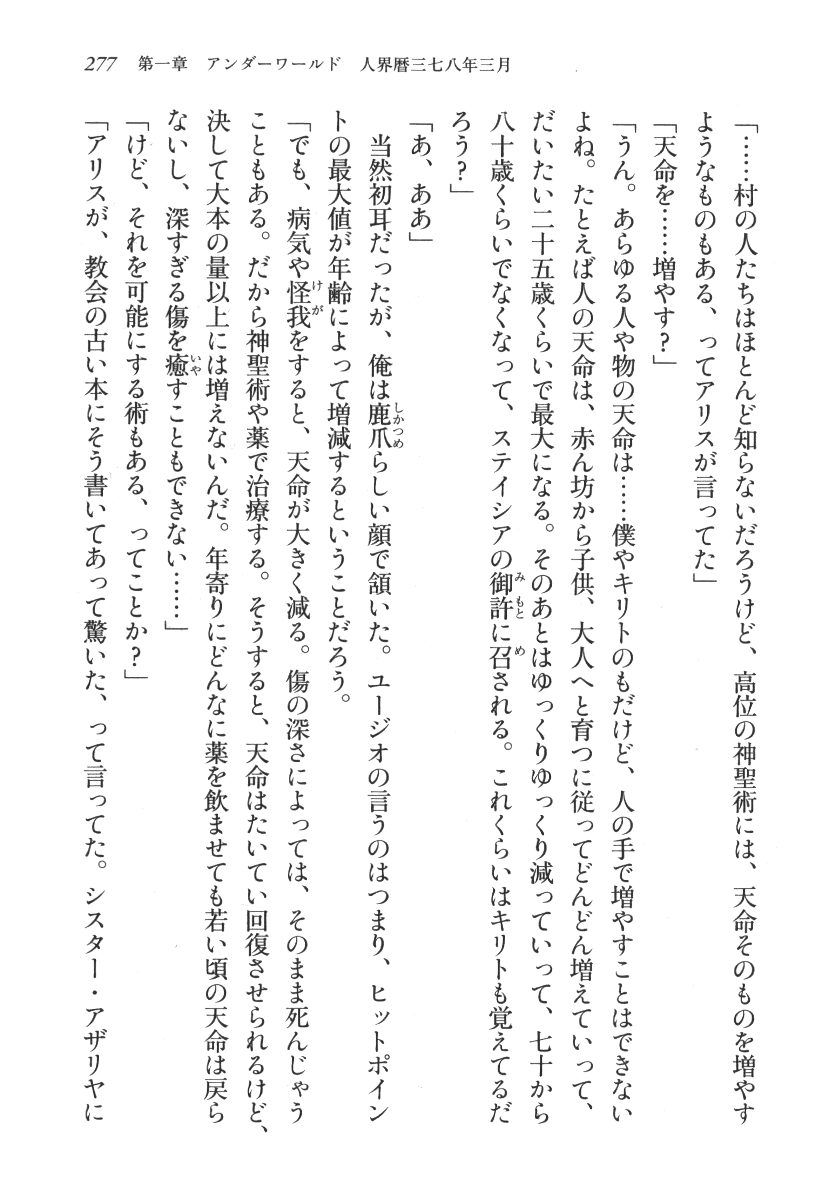 277 第一章 アンダーワールド 人界暦三七八年三月
「……村の人たちはほとんど知らないだろうけど、高位の神聖術には、天命そのものを増やす
ようなものもある、ってアリスが言ってた」
「天命を……増やす？」
「うん。あらゆる人や物の天命は……僕やキリトのもだけど、人の手で増やすことはできない
よね。たとえば人の天命は、赤ん坊から子供、大人へと育つに従ってどんどん増えていって、
だいたい二十五歳くらいで最大になる。そのあとはゆっくりゆっくり減っていって、七十から
八十歳くらいでなくなって、ステイシアの御許に召される。これくらいはキリトも覚えてるだ
ろう？」
「あ、ああ」
当然初耳だったが、俺は鹿爪らしい顔で頷いた。ユージオの言うのはつまり、ヒットポイン
トの最大値が年齢によって増減するということだろう。
「でも、病気や怪我をすると、天命が大きく減る。傷の深さによっては、そのまま死んじゃう
こともある。だから神聖術や薬で治療する。そうすると、天命はたいてい回復させられるけど、
決して大本の量以上には増えないんだ。年寄りにどんなに薬を飲ませても若い頃の天命は戻ら
ないし、深すぎる傷を癒すこともできない……」
「けど、それを可能にする術もある、ってことか？」
「アリスが、教会の古い本にそう書いてあって驚いた、って言ってた。シスター・アザリヤに